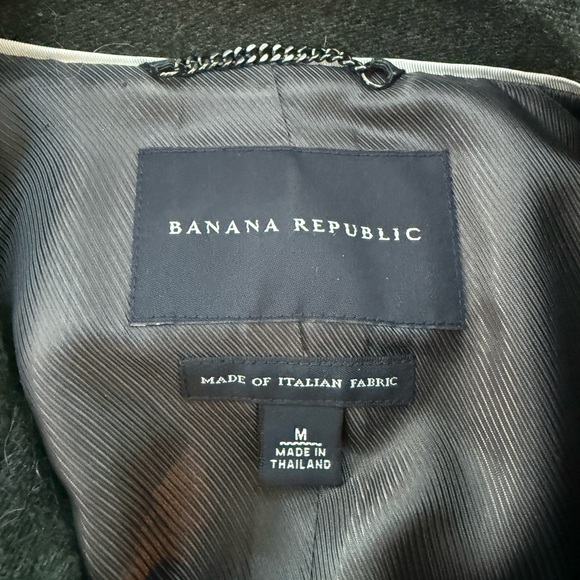 BANANA REPUBLIC
MADE OF ITALIAN FABRIC
M
MADE IN
THAILAND